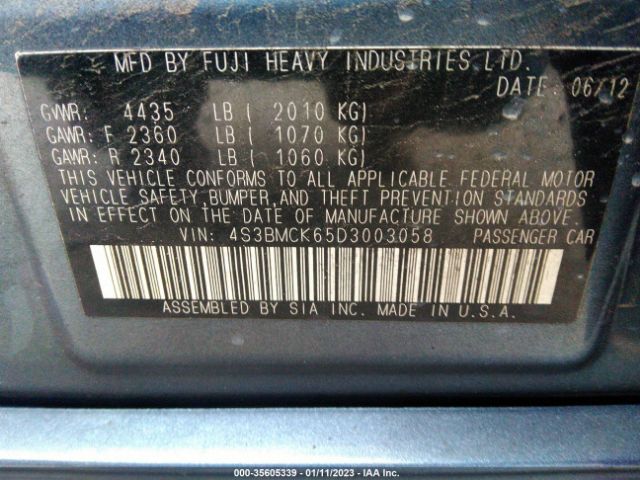 MFD BY FUJI HEAVY INDUSTRIES LTD.
DATE: 06/12
GVWR: 4435 LB ( 2010 KG)
GAWR: F 2360 LB ( 1070 KG)
GAWR: R 2340 LB ( 1060 KG)
THIS VEHICLE CONFORMS TO ALL APPLICABLE FEDERAL MOTOR
VEHICLE SAFETY, BUMPER, AND THEFT PREVENTION STANDARDS
IN EFFECT ON THE DATE OF MANUFACTURE SHOWN ABOVE.
VIN: 4S3BMCK65D3003058 PASSENGER CAR
ASSEMBLED BY SIA INC. MADE IN U.S.A.
000-35605339 - 01/11/2023 - IAA Inc.